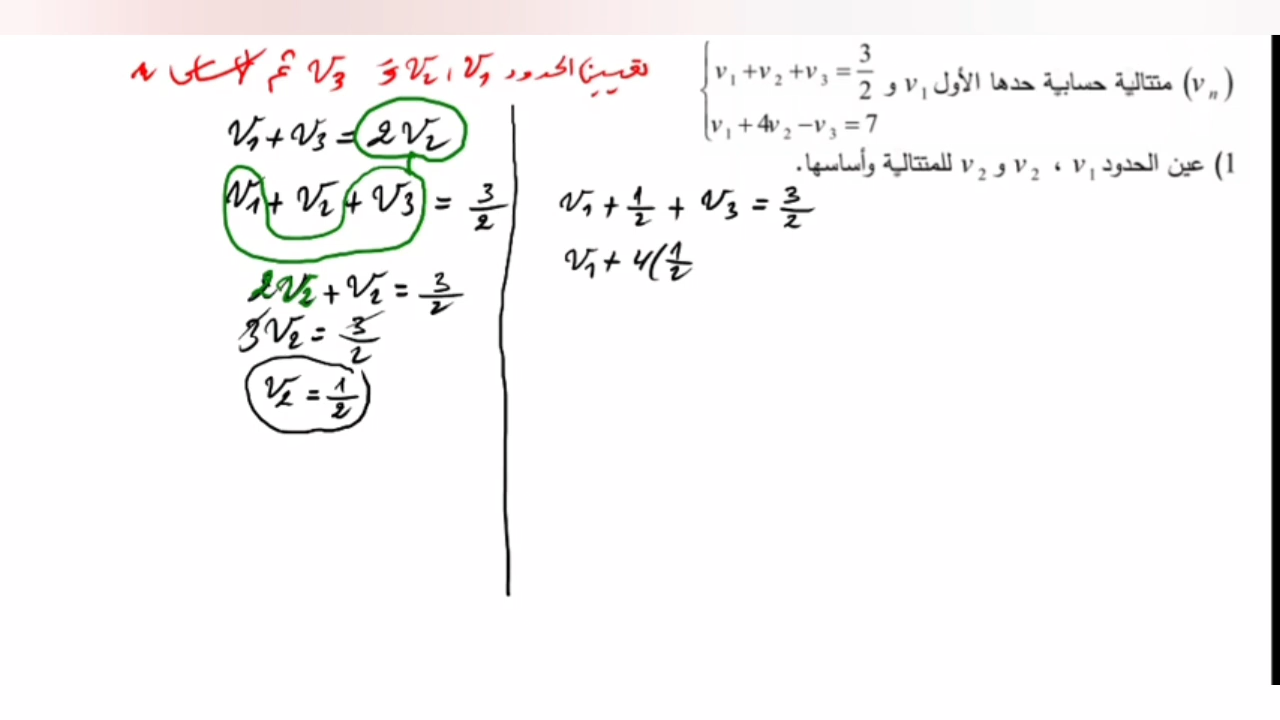 تعيين الحدود v₁ ، v₂ و v₃ ثم الأساس r
v₁ + v₃ = 2v₂
v₁ + v₂ + v₃ = 3/2
2v₂ + v₂ = 3/2
3v₂ = 3/2
v₂ = 1/2
(vₙ) متتالية حسابية حدها الأول v₁ و { v₁ + v₂ + v₃ = 3/2
v₁ + 4v₂ − v₃ = 7
1) عين الحدود v₁ ، v₂ و v₂ للمتتالية وأساسها.
v₁ + 1/2 + v₃ = 3/2
v₁ + 4(1/2